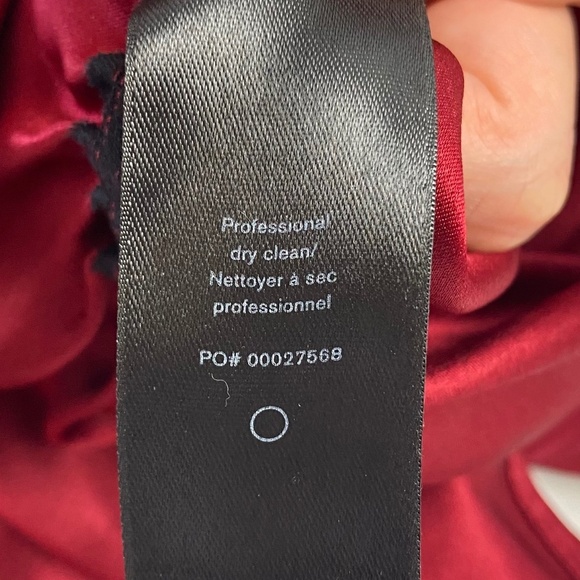 Professional
dry clean/
Nettoyer à sec
professionnel
PO# 00027568